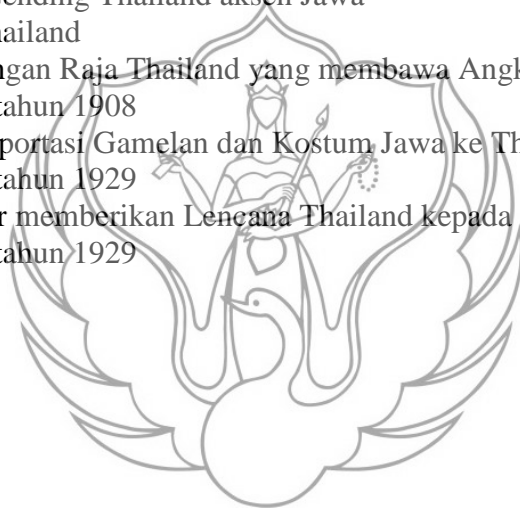 ending Thailand aksen Jawa
ailand
ngan Raja Thailand yang membawa Angk
tahun 1908
portasi Gamelan dan Kostum Jawa ke Th
tahun 1929
r memberikan Lencana Thailand kepada
tahun 1929